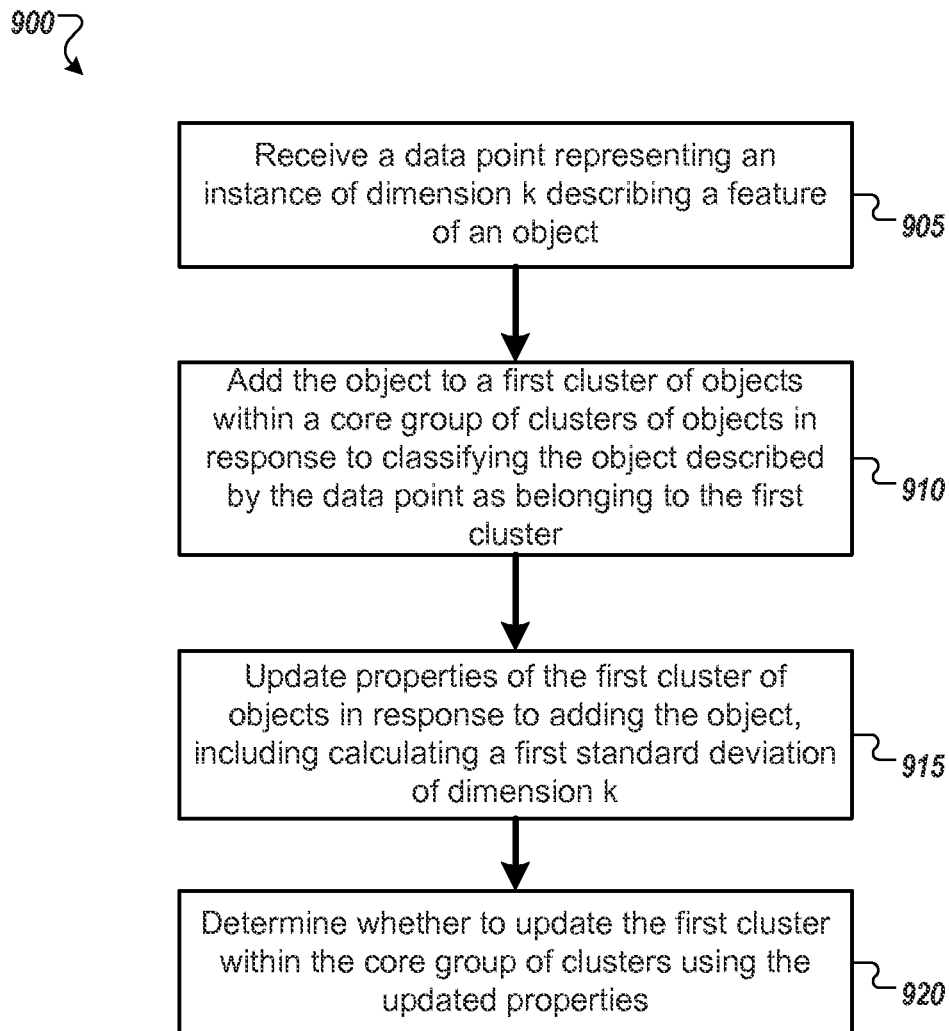 900
Receive a data point representing an
instance of dimension k describing a feature
of an object
905
Add the object to a first cluster of objects
within a core group of clusters of objects in
response to classifying the object described
by the data point as belonging to the first
cluster
910
Update properties of the first cluster of
objects in response to adding the object,
including calculating a first standard deviation
of dimension k
915
Determine whether to update the first cluster
within the core group of clusters using the
updated properties
920